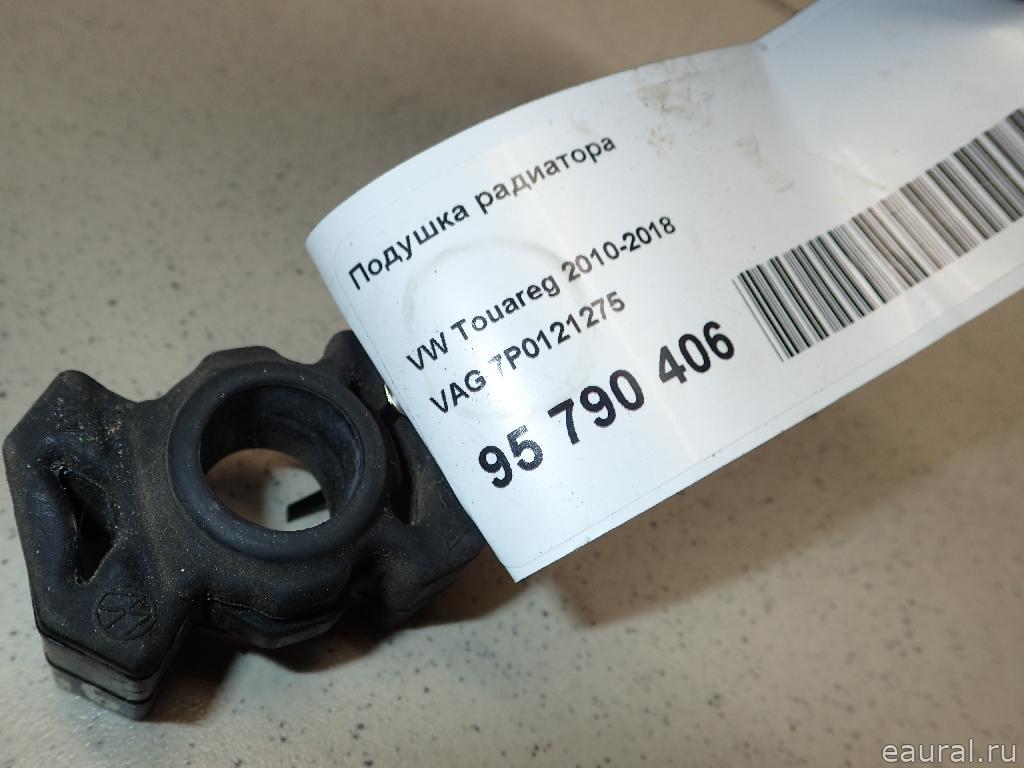 Подушка радиатора
VW Touareg 2010-2018
VAG 7P0121275
95 790 406
eaural.ru